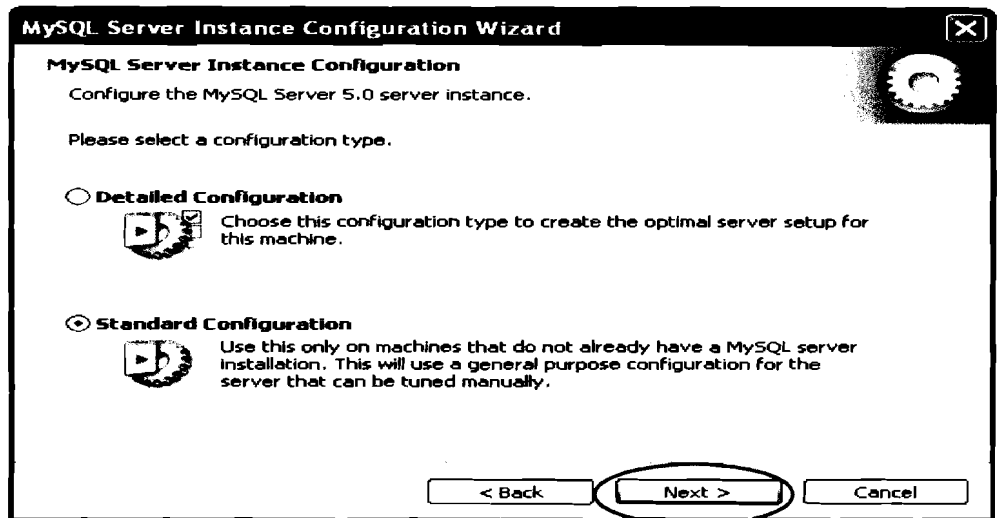 MySQL Server Instance Configuration Wizard
MySQL Server Instance Configuration
Configure the MySQL Server 5.0 server instance.
Please select a configuration type.
Detailed Configuration
Choose this configuration type to create the optimal server setup for
this machine.
Standard Configuration
Use this only on machines that do not already have a MySQL server
installation. This will use a general purpose configuration for the
server that can be tuned manually.
< Back
Next >
Cancel